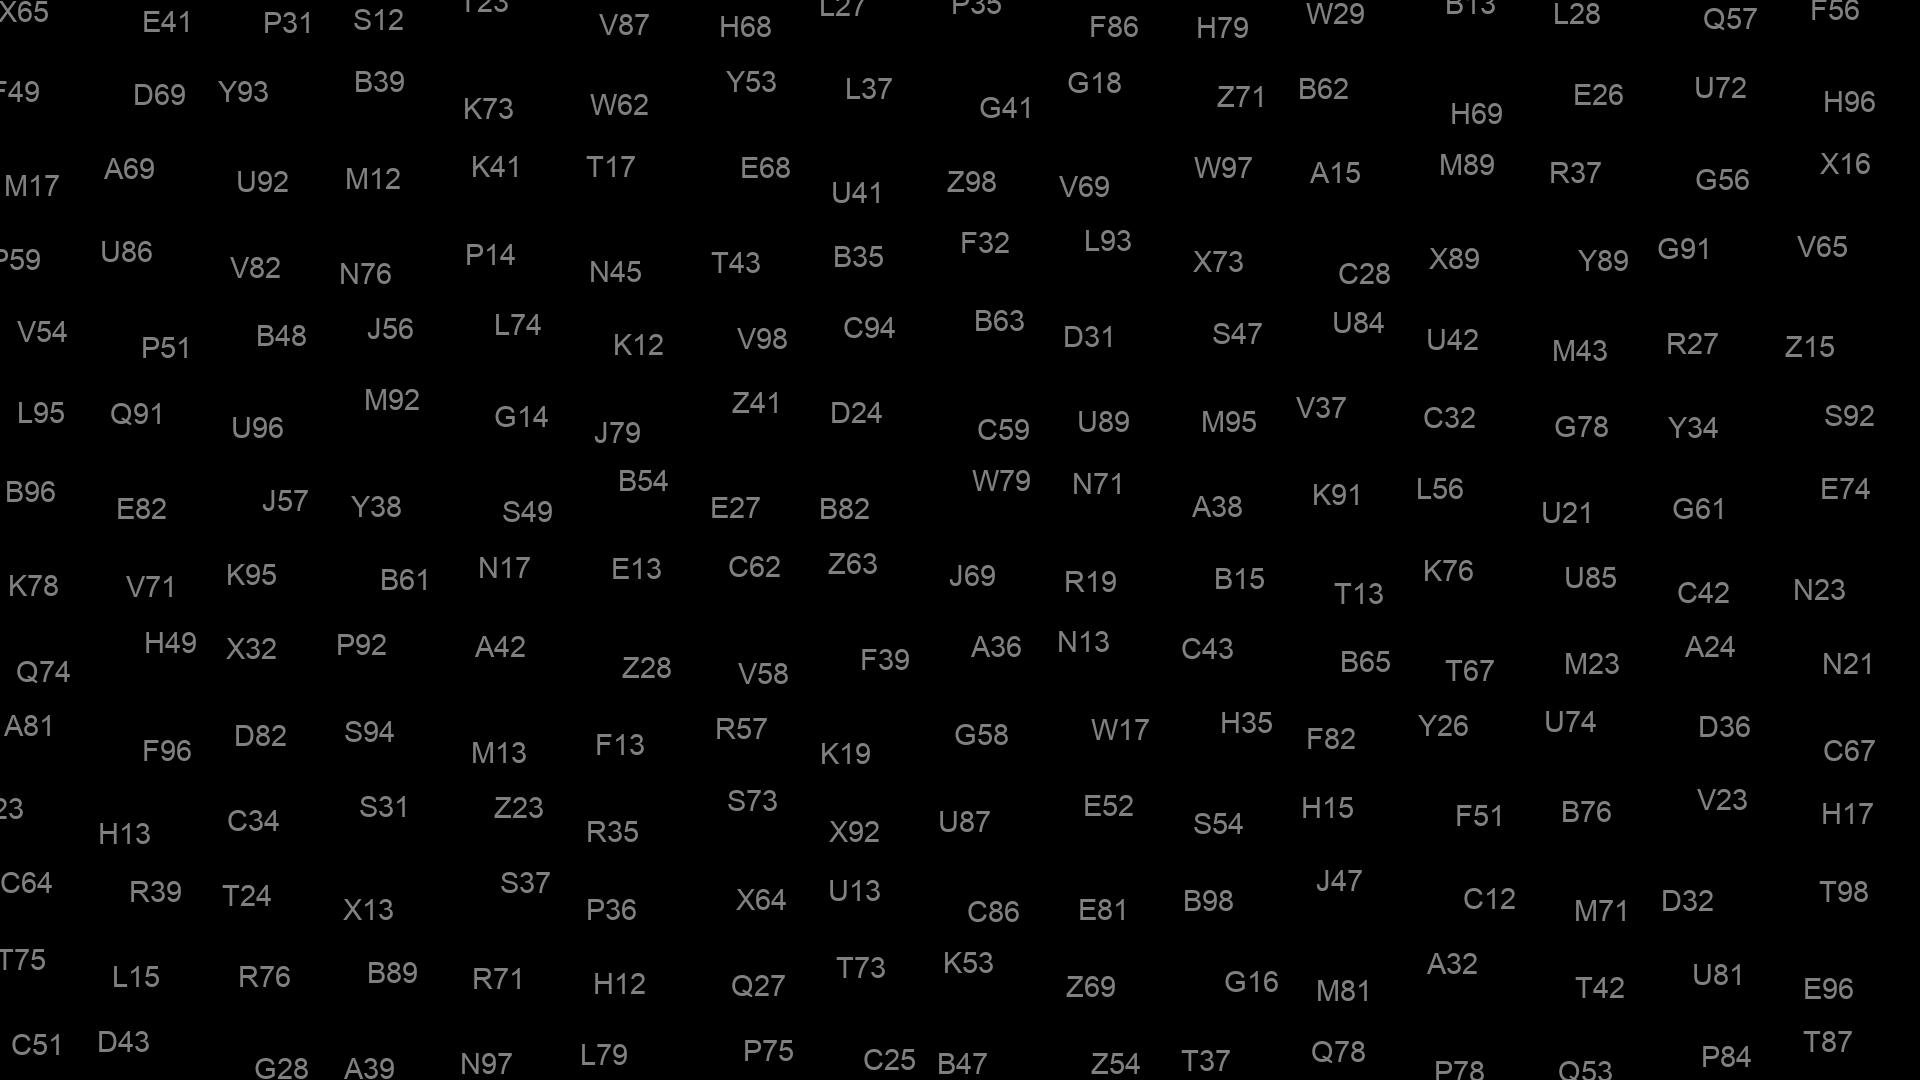 X65 E41 P31 S12 T23 V87 H68 L27 P35 F86 H79 W29 B13 L28 Q57 F56
F49 D69 Y93 B39 K73 W62 Y53 L37 G41 G18 Z71 B62 H69 E26 U72 H96
M17 A69 U92 M12 K41 T17 E68 U41 Z98 V69 W97 A15 M89 R37 G56 X16
P59 U86 V82 N76 P14 N45 T43 B35 F32 L93 X73 C28 X89 Y89 G91 V65
V54 P51 B48 J56 L74 K12 V98 C94 B63 D31 S47 U84 U42 M43 R27 Z15
L95 Q91 U96 M92 G14 J79 Z41 D24 C59 U89 M95 V37 C32 G78 Y34 S92
B96 E82 J57 Y38 S49 B54 E27 B82 W79 N71 A38 K91 L56 U21 G61 E74
K78 V71 K95 B61 N17 E13 C62 Z63 J69 R19 B15 T13 K76 U85 C42 N23
Q74 H49 X32 P92 A42 Z28 V58 F39 A36 N13 C43 B65 T67 M23 A24 N21
A81 F96 D82 S94 M13 F13 R57 K19 G58 W17 H35 F82 Y26 U74 D36 C67
23 H13 C34 S31 Z23 R35 S73 X92 U87 E52 S54 H15 F51 B76 V23 H17
C64 R39 T24 X13 S37 P36 X64 U13 C86 E81 B98 J47 C12 M71 D32 T98
T75 L15 R76 B89 R71 H12 Q27 T73 K53 Z69 G16 M81 A32 T42 U81 E96
C51 D43 G28 A39 N97 L79 P75 C25 B47 Z54 T37 Q78 P78 Q53 P84 T87